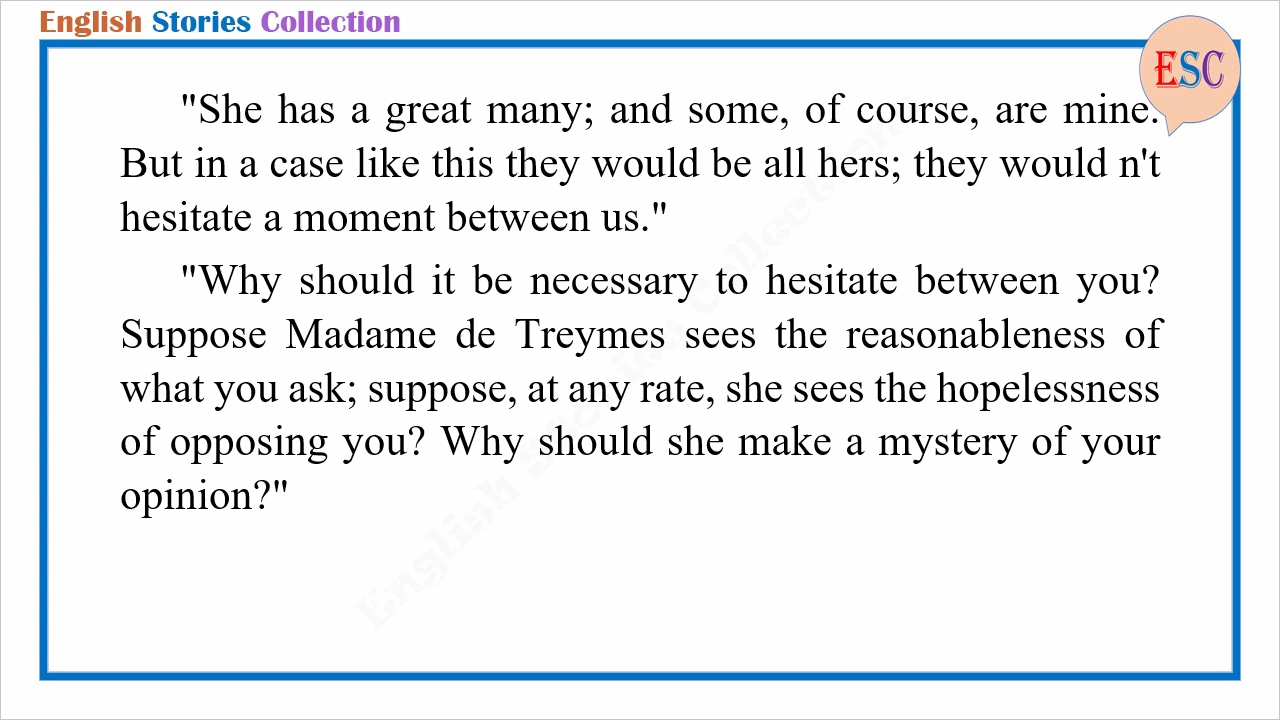 English Stories Collection
ESC
"She has a great many; and some, of course, are mine.
But in a case like this they would be all hers; they would n't
hesitate a moment between us."
"Why should it be necessary to hesitate between you?
Suppose Madame de Treymes sees the reasonableness of
what you ask; suppose, at any rate, she sees the hopelessness
of opposing you? Why should she make a mystery of your
opinion?"
English Stories Collection